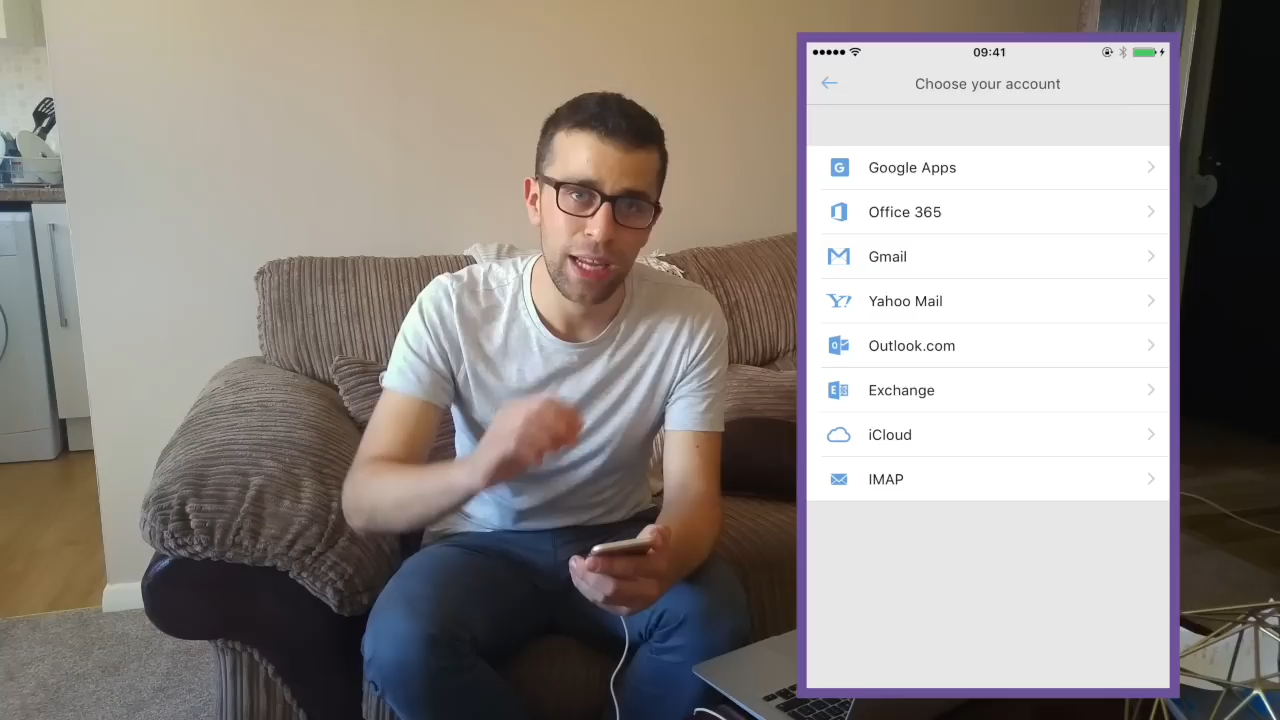 09:41
Choose your account
Google Apps
Office 365
Gmail
Yahoo Mail
Outlook.com
Exchange
iCloud
IMAP